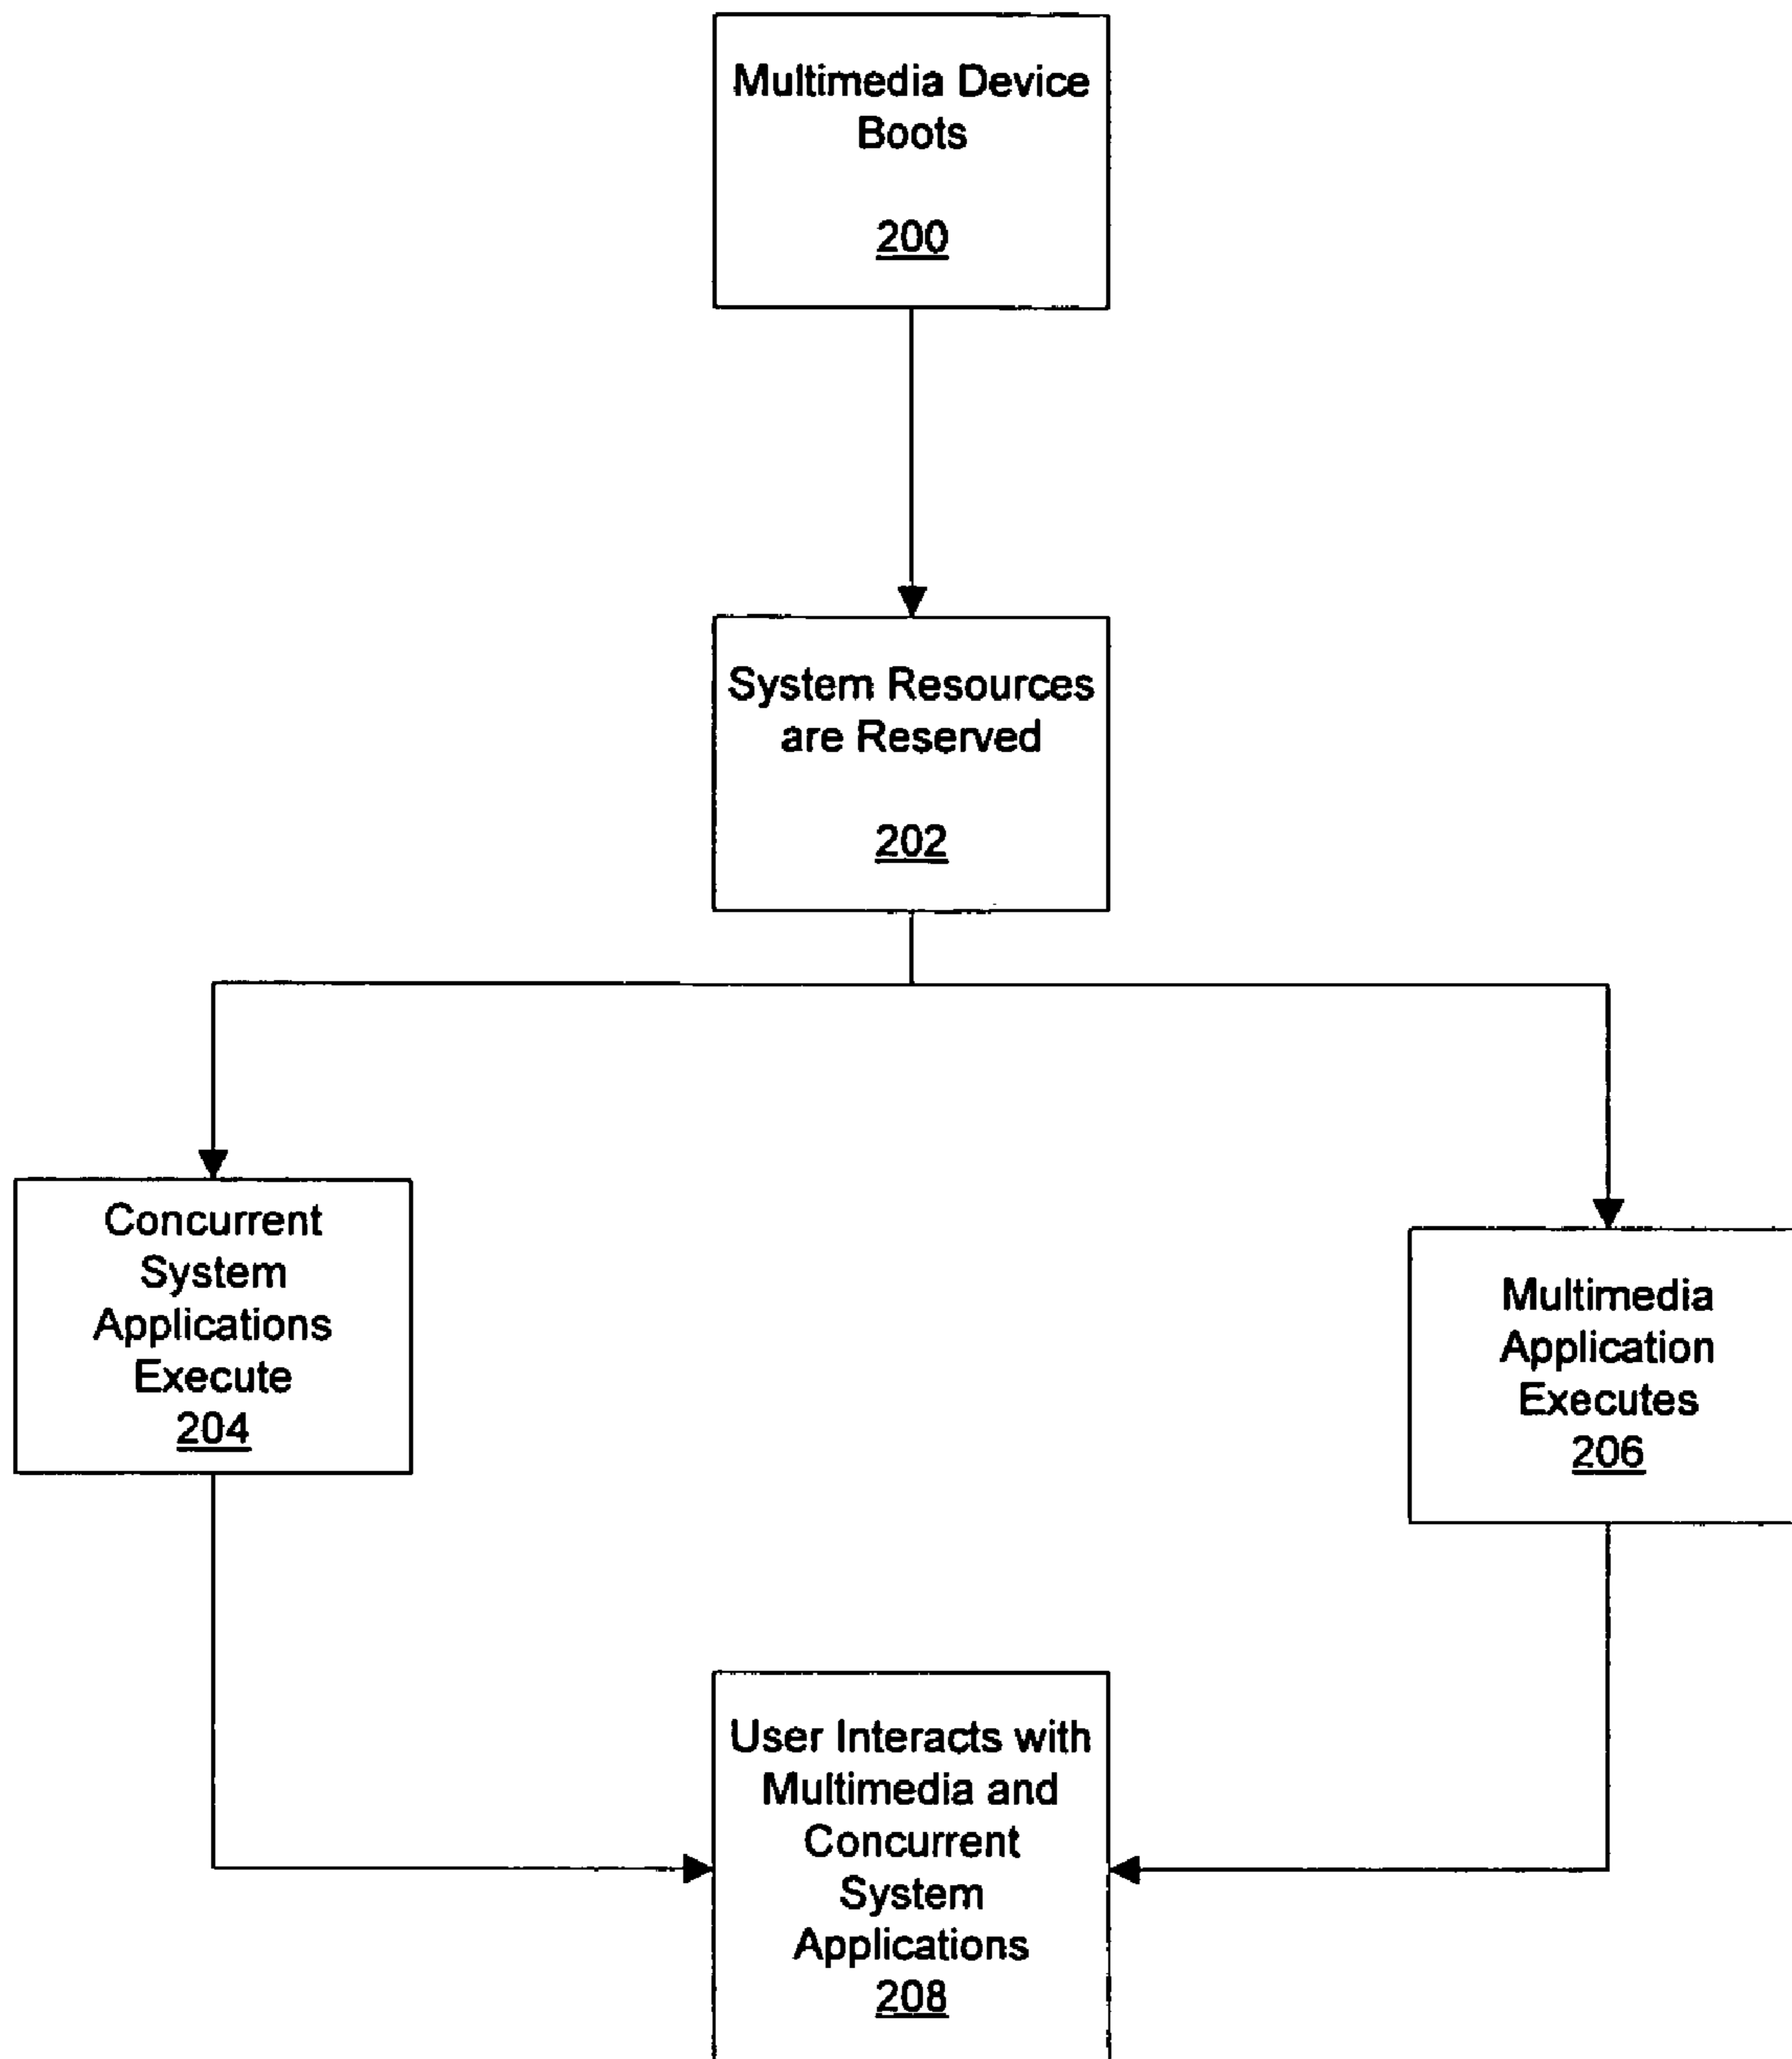 Multimedia Device
Boots
200
System Resources
are Reserved
202
Concurrent
System
Applications
Execute
204
Multimedia
Application
Executes
206
User Interacts with
Multimedia and
Concurrent
System
Applications
208